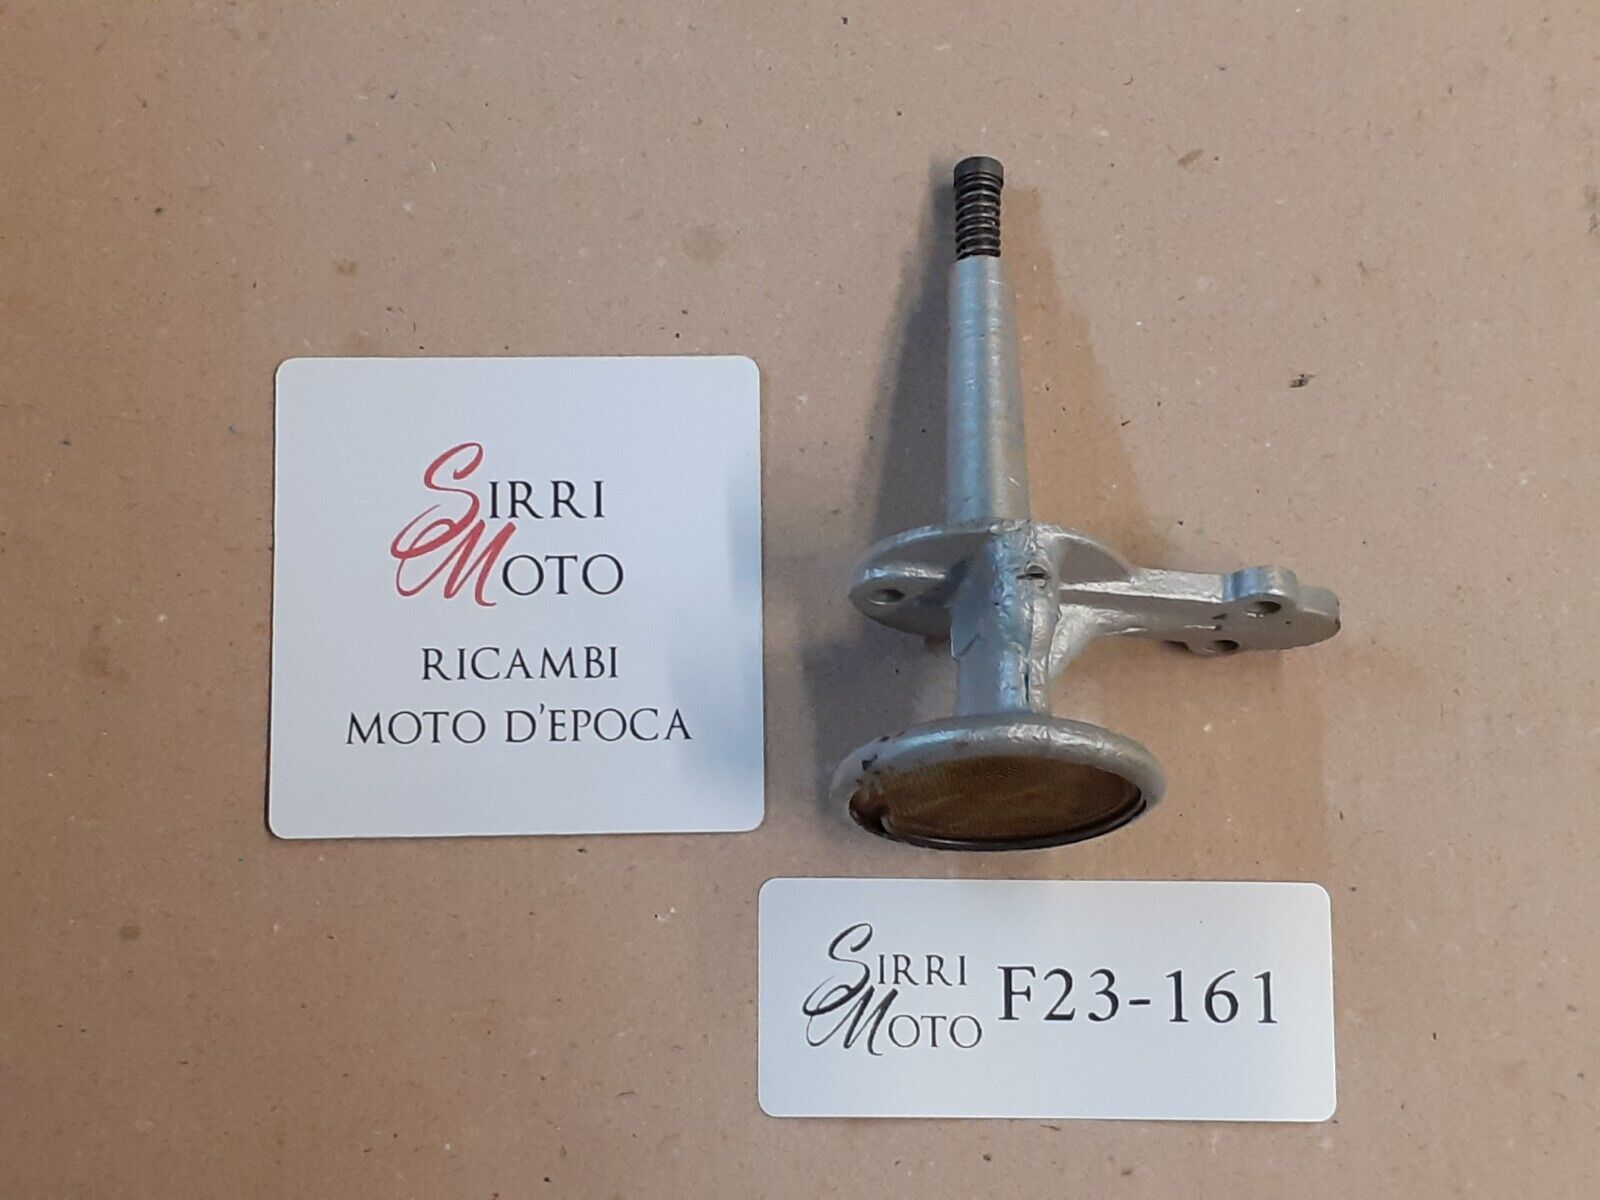 SIRRI
MOTO
RICAMBI
MOTO D'EPOCA
SIRRI
MOTO
F23-161